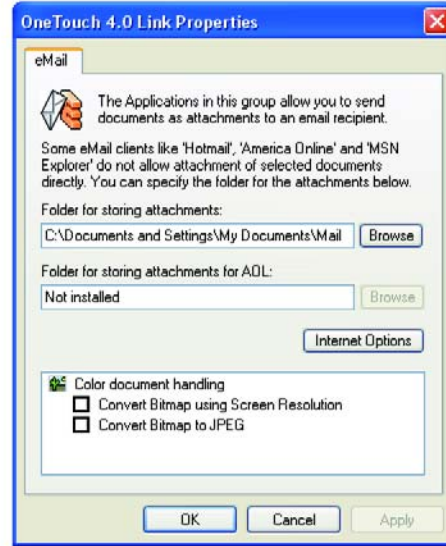 OneTouch 4.0 Link Properties
eMail
The Applications in this group allow you to send
documents as attachments to an email recipient.
Some eMail clients like 'Hotmail', 'America Online' and 'MSN
Explorer' do not allow attachment of selected documents
directly. You can specify the folder for the attachments below.
Folder for storing attachments:
C:\Documents and Settings\My Documents\Mail Browse
Folder for storing attachments for AOL:
Not installed Browse
Internet Options
Color document handling
Convert Bitmap using Screen Resolution
Convert Bitmap to JPEG
OK Cancel Apply